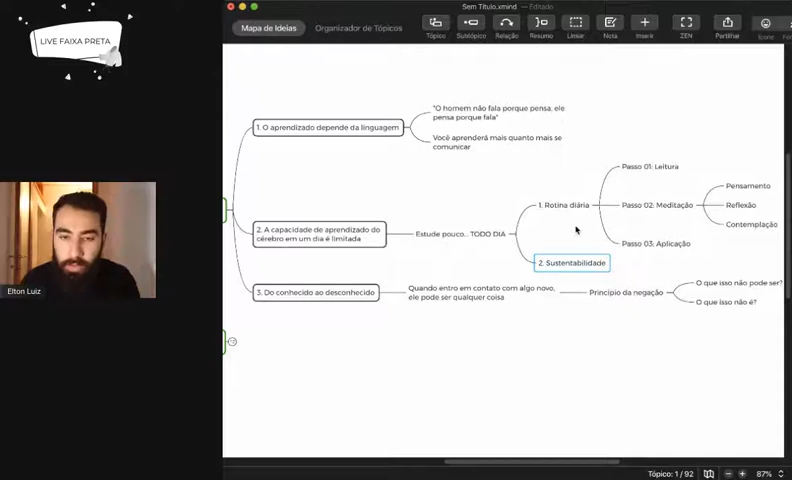 Sem Título.xmind — Editado
LIVE FAIXA PRETA
Mapa de Ideias
Organizador de Tópicos
Tópico
Subtópico
Relação
Resumo
Limiar
Nota
Inserir
ZEN
Partilhar
Ícone
1. O aprendizado depende da linguagem
"O homem não fala porque pensa, ele
pensa porque fala"
Você aprenderá mais quanto mais se
comunicar
2. A capacidade de aprendizado do
cérebro em um dia é limitada
Estude pouco... TODO DIA
1. Rotina diária
Passo 01: Leitura
Passo 02: Meditação
Pensamento
Reflexão
Contemplação
Passo 03: Aplicação
2. Sustentabilidade
3. Do conhecido ao desconhecido
Quando entro em contato com algo novo,
ele pode ser qualquer coisa
Princípio da negação
O que isso não pode ser?
O que isso não é?
Elton Luiz
Tópico: 1 / 92
87%